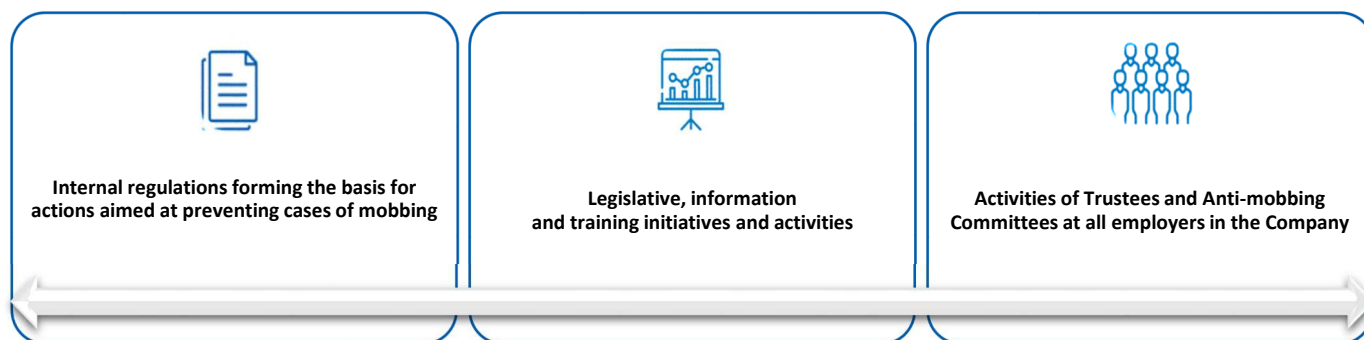 Internal regulations forming the basis for
actions aimed at preventing cases of mobbing
Legislative, information
and training initiatives and activities
Activities of Trustees and Anti-mobbing
Committees at all employers in the Company